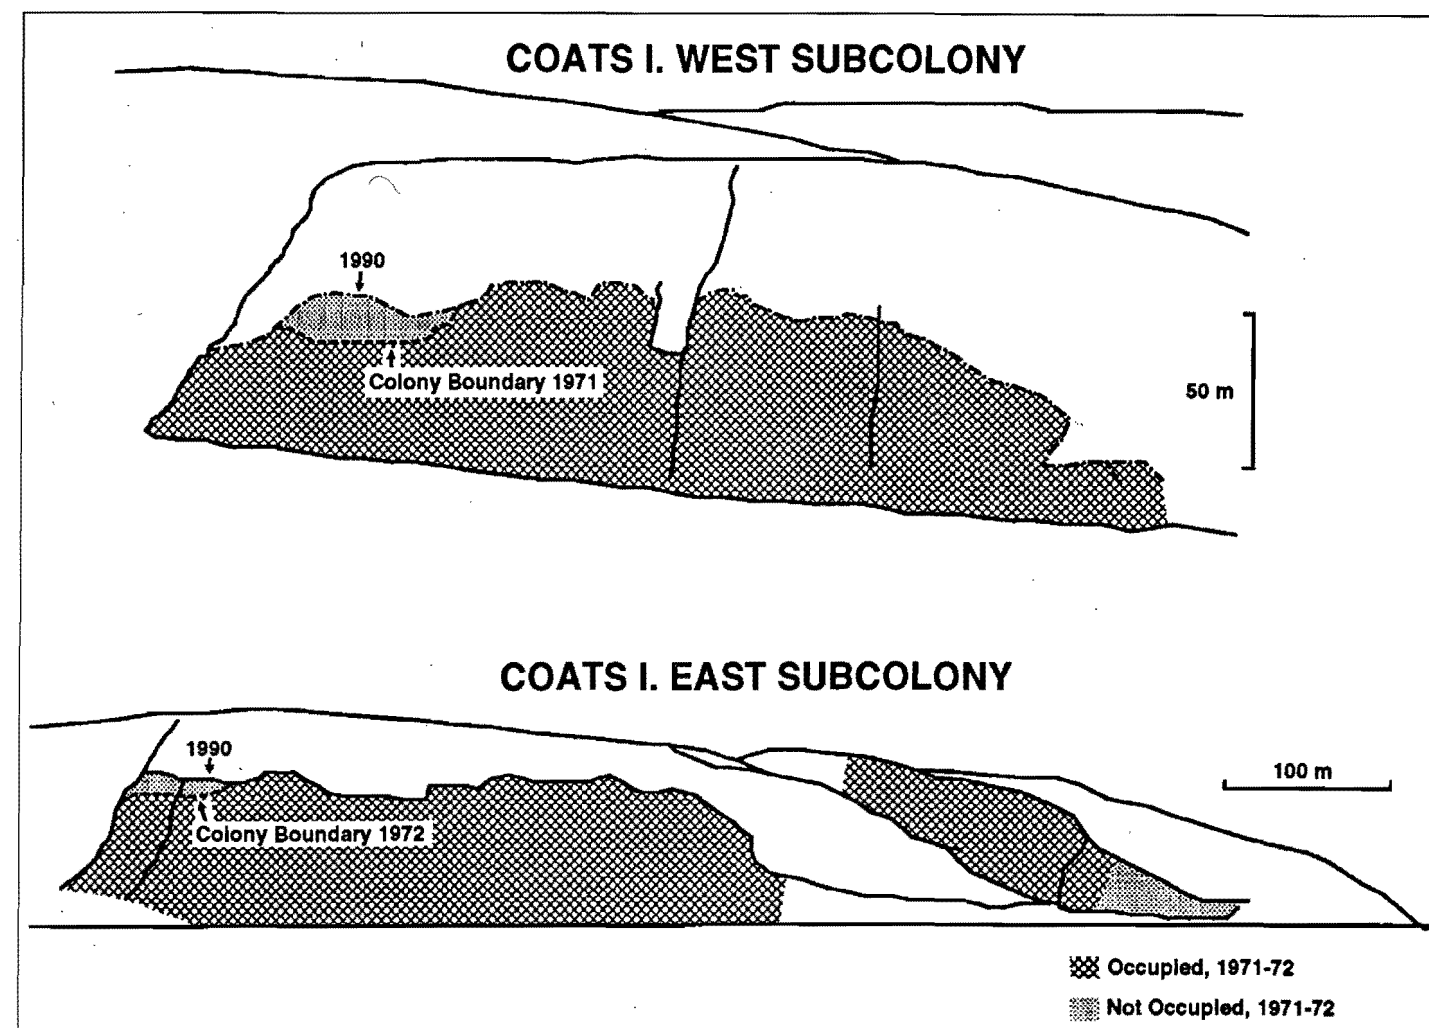 COATS I. WEST SUBCOLONY
1990
Colony Boundary 1971
50 m
COATS I. EAST SUBCOLONY
1990
100 m
Colony Boundary 1972
Occupied, 1971-72
Not Occupied, 1971-72